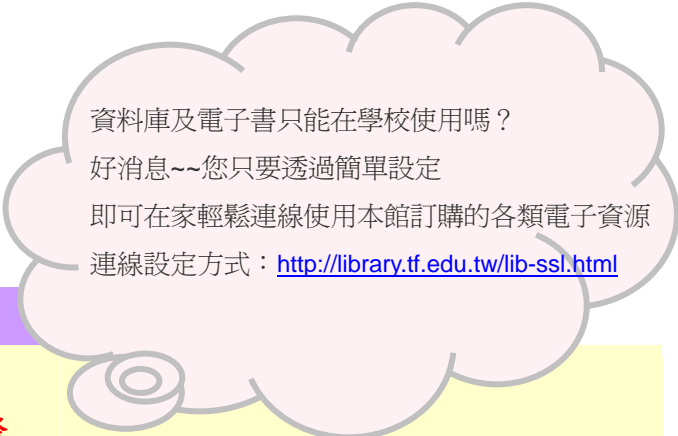 資料庫及電子書只能在學校使用嗎？
好消息~~您只要透過簡單設定
即可在家輕鬆連線使用本館訂購的各類電子資源
連線設定方式：http://library.tf.edu.tw/lib-ssl.html